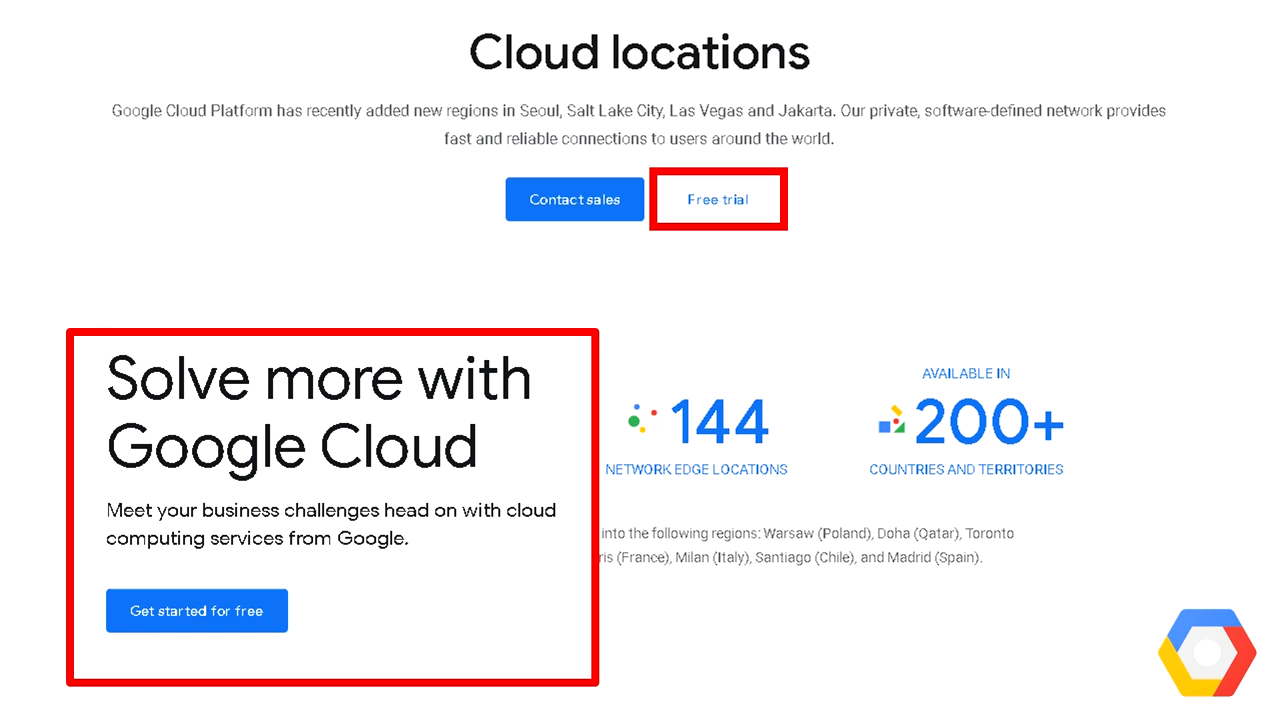 Cloud locations
Google Cloud Platform has recently added new regions in Seoul, Salt Lake City, Las Vegas and Jakarta. Our private, software-defined network provides
fast and reliable connections to users around the world.
Contact sales
Free trial
Solve more with
Google Cloud
Meet your business challenges head on with cloud
computing services from Google.
Get started for free
144
NETWORK EDGE LOCATIONS
AVAILABLE IN
200+
COUNTRIES AND TERRITORIES
into the following regions: Warsaw (Poland), Doha (Qatar), Toronto
(France), Milan (Italy), Santiago (Chile), and Madrid (Spain).